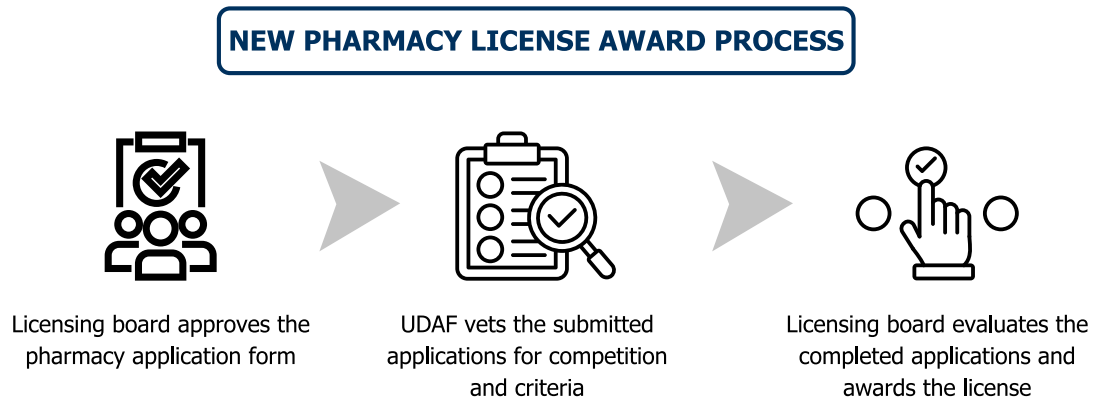 NEW PHARMACY LICENSE AWARD PROCESS
Licensing board approves the
pharmacy application form
UDAF vets the submitted
applications for competition
and criteria
Licensing board evaluates the
completed applications and
awards the license